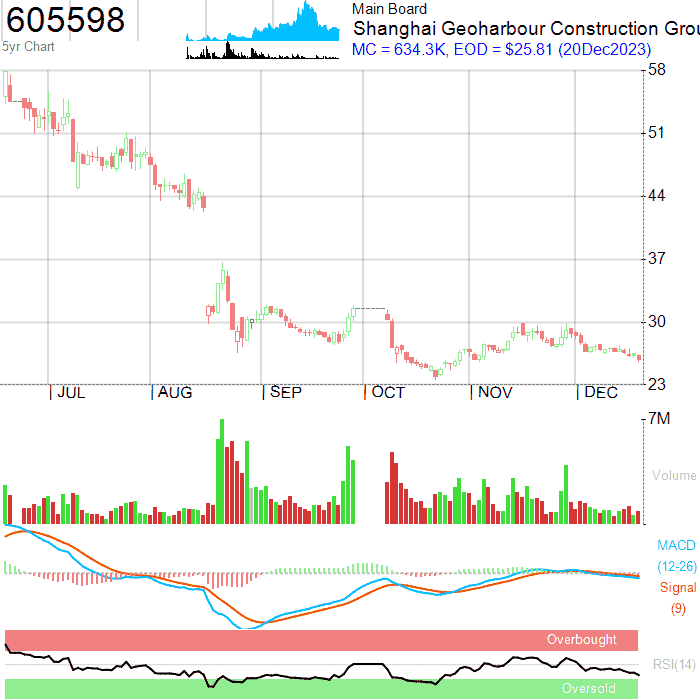 605598
5yr Chart
Main Board
Shanghai Geoharbour Construction Grou
MC = 634.3K, EOD = $25.81 (20Dec2023)
58
51
44
37
30
23
JUL AUG SEP OCT NOV DEC
7M
Volume
MACD
(12-26)
Signal
(9)
Overbought
RSI(14)
Oversold